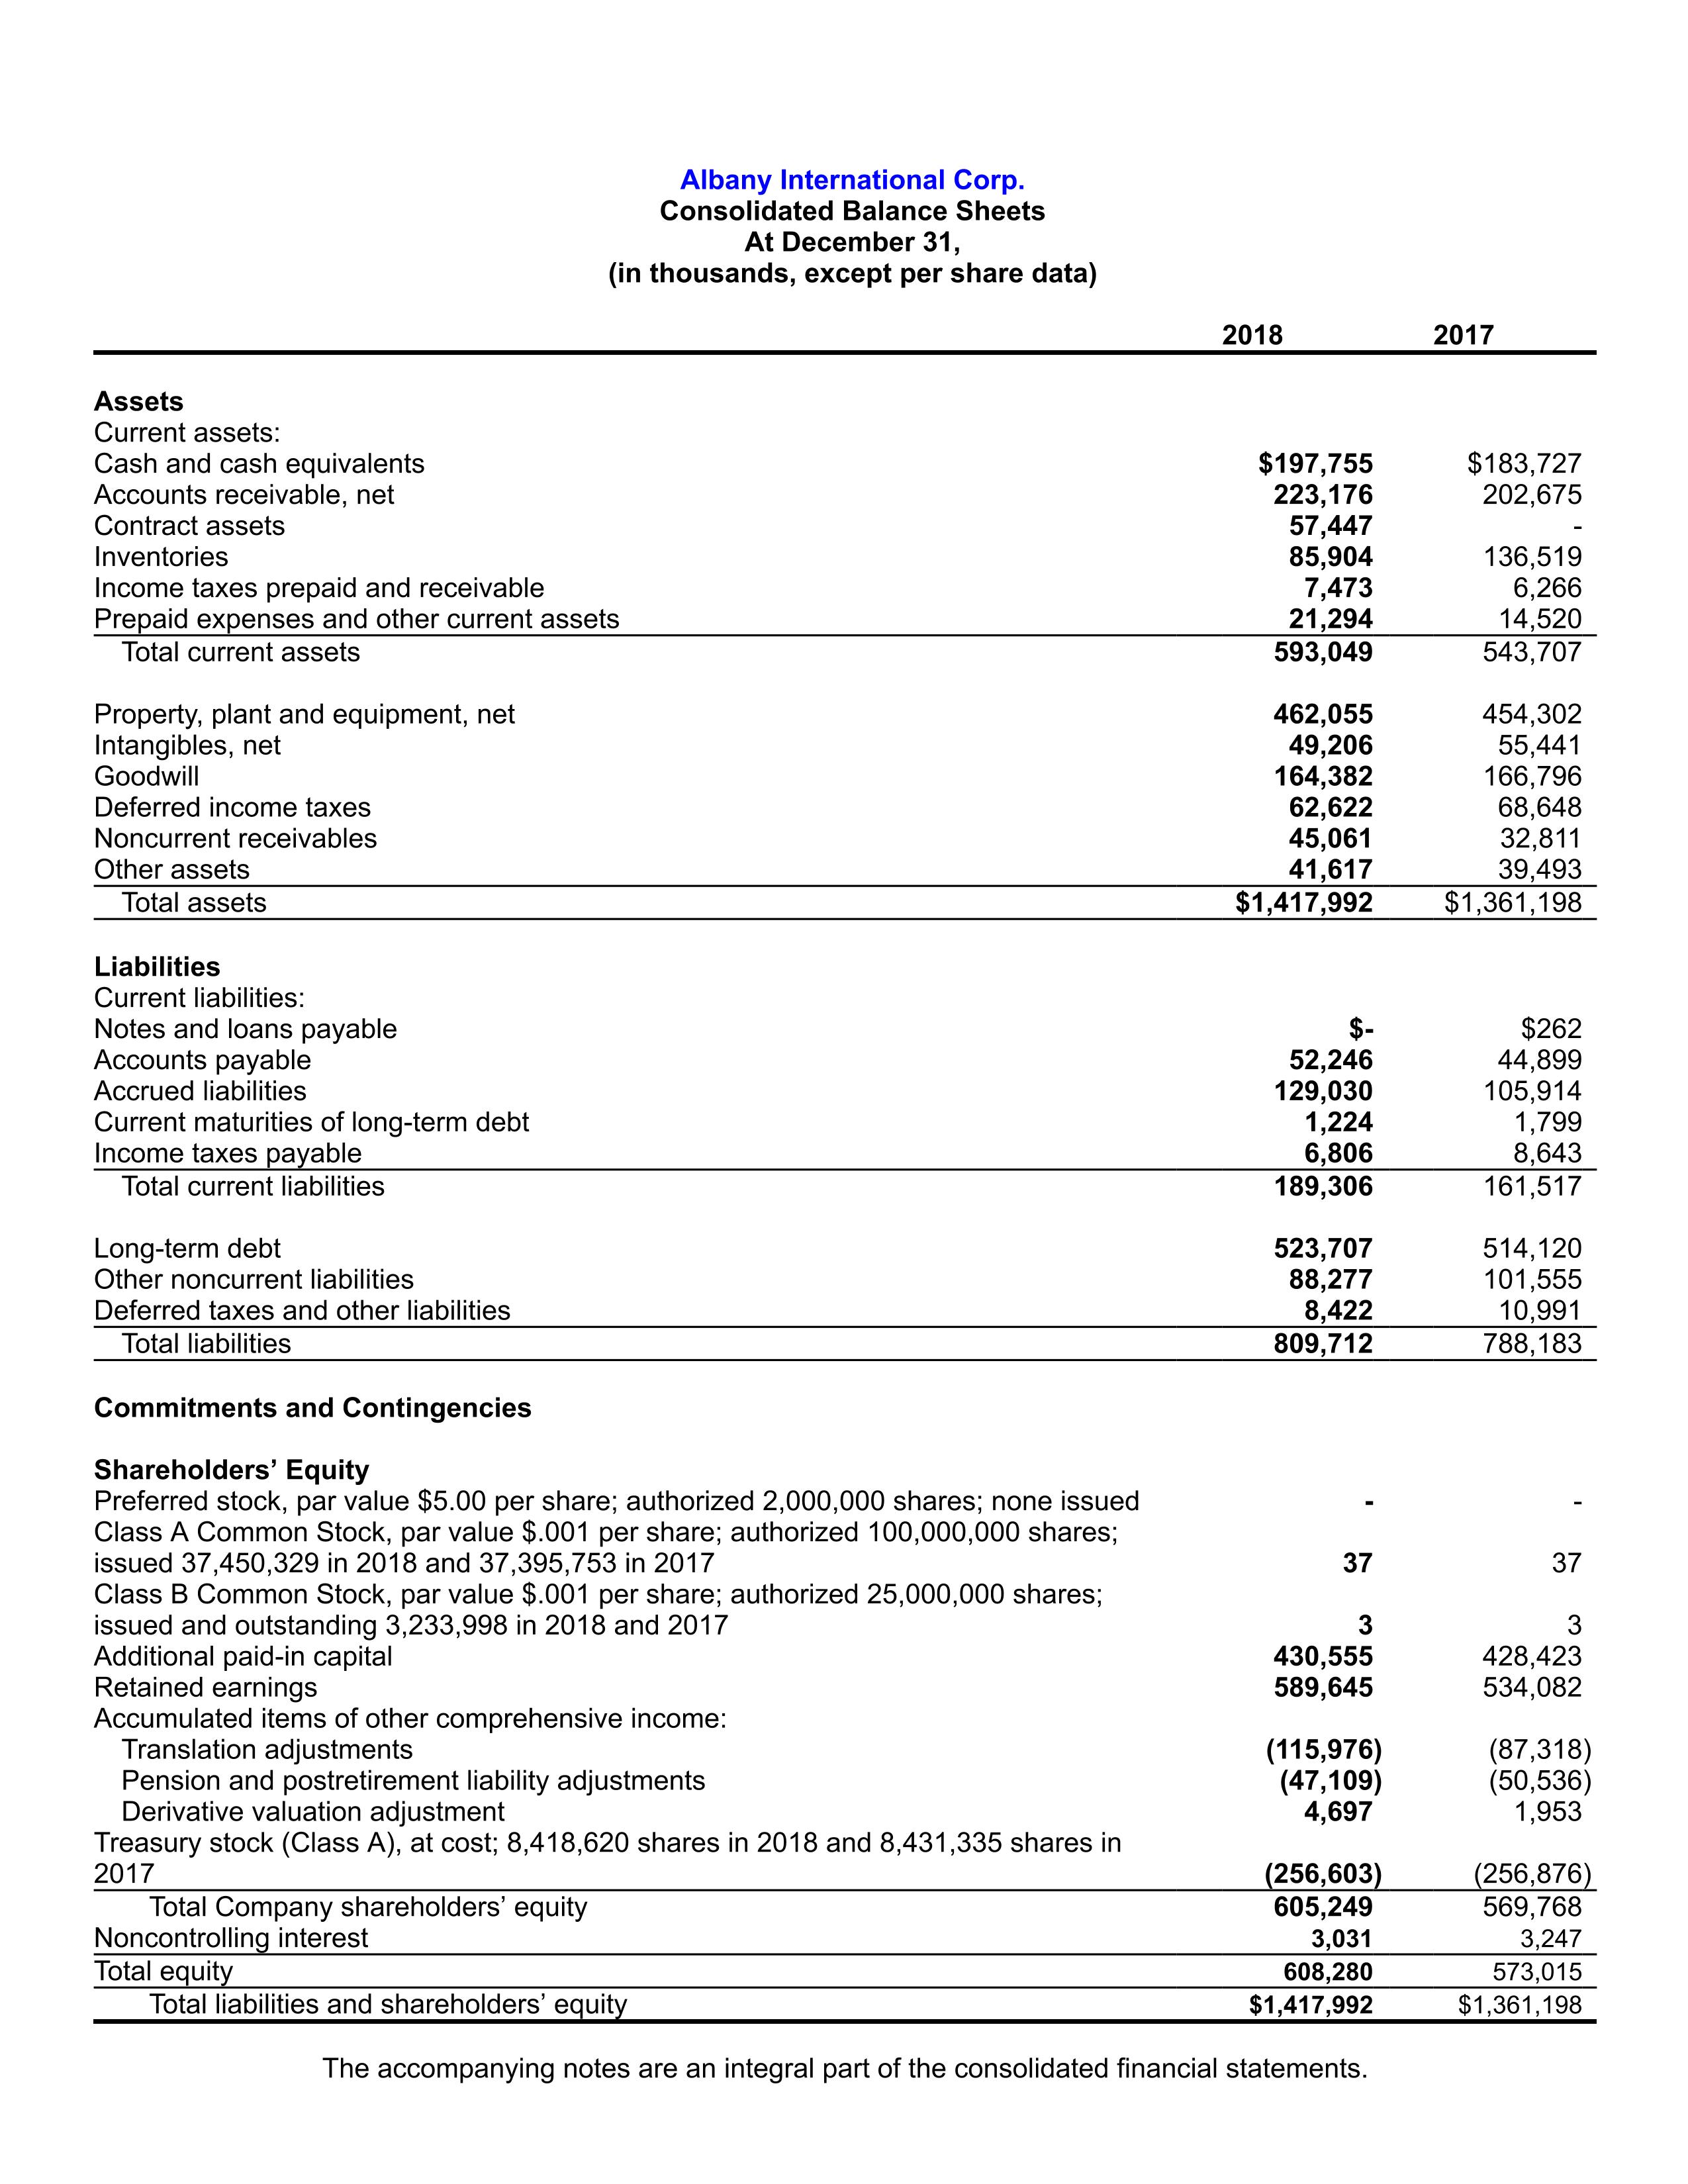 Albany International Corp.
Consolidated Balance Sheets
At December 31,
(in thousands, except per share data)
2018 2017
Assets
Current assets:
Cash and cash equivalents $197,755 $183,727
Accounts receivable, net 223,176 202,675
Contract assets 57,447 -
Inventories 85,904 136,519
Income taxes prepaid and receivable 7,473 6,266
Prepaid expenses and other current assets 21,294 14,520
Total current assets 593,049 543,707
Property, plant and equipment, net 462,055 454,302
Intangibles, net 49,206 55,441
Goodwill 164,382 166,796
Deferred income taxes 62,622 68,648
Noncurrent receivables 45,061 32,811
Other assets 41,617 39,493
Total assets $1,417,992 $1,361,198
Liabilities
Current liabilities:
Notes and loans payable $- $262
Accounts payable 52,246 44,899
Accrued liabilities 129,030 105,914
Current maturities of long-term debt 1,224 1,799
Income taxes payable 6,806 8,643
Total current liabilities 189,306 161,517
Long-term debt 523,707 514,120
Other noncurrent liabilities 88,277 101,555
Deferred taxes and other liabilities 8,422 10,991
Total liabilities 809,712 788,183
Commitments and Contingencies
Shareholders’ Equity
Preferred stock, par value $5.00 per share; authorized 2,000,000 shares; none issued - -
Class A Common Stock, par value $.001 per share; authorized 100,000,000 shares;
issued 37,450,329 in 2018 and 37,395,753 in 2017 37 37
Class B Common Stock, par value $.001 per share; authorized 25,000,000 shares;
issued and outstanding 3,233,998 in 2018 and 2017 3 3
Additional paid-in capital 430,555 428,423
Retained earnings 589,645 534,082
Accumulated items of other comprehensive income:
Translation adjustments (115,976) (87,318)
Pension and postretirement liability adjustments (47,109) (50,536)
Derivative valuation adjustment 4,697 1,953
Treasury stock (Class A), at cost; 8,418,620 shares in 2018 and 8,431,335 shares in
2017 (256,603) (256,876)
Total Company shareholders’ equity 605,249 569,768
Noncontrolling interest 3,031 3,247
Total equity 608,280 573,015
Total liabilities and shareholders’ equity $1,417,992 $1,361,198
The accompanying notes are an integral part of the consolidated financial statements.